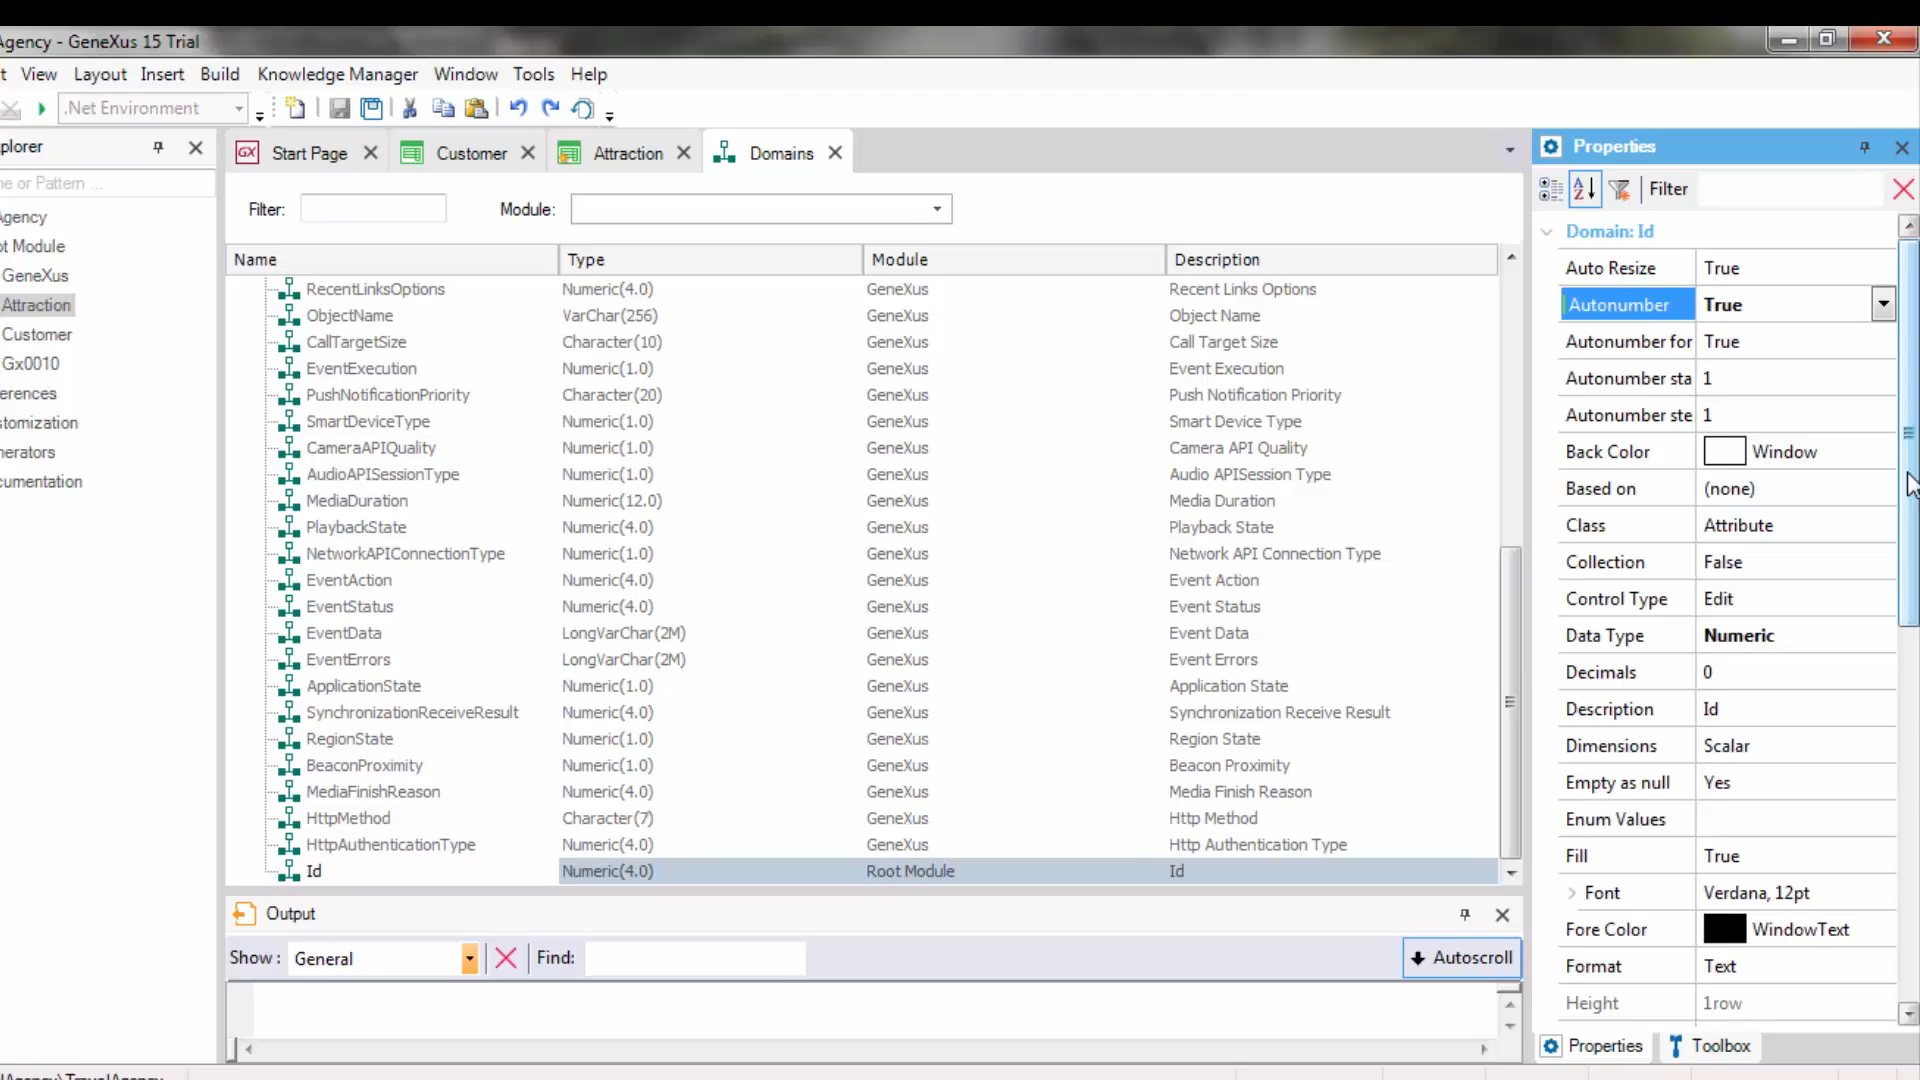 Agency - GeneXus 15 Trial
t View Layout Insert Build Knowledge Manager Window Tools Help
.Net Environment
plorer
ne or Pattern ...
Agency
ot Module
GeneXus
Attraction
Customer
Gx0010
erences
stomization
nerators
cumentation
Start Page Customer Attraction Domains
Filter: Module:
Name Type Module Description
RecentLinksOptions Numeric(4.0) GeneXus Recent Links Options
ObjectName VarChar(256) GeneXus Object Name
CallTargetSize Character(10) GeneXus Call Target Size
EventExecution Numeric(1.0) GeneXus Event Execution
PushNotificationPriority Character(20) GeneXus Push Notification Priority
SmartDeviceType Numeric(1.0) GeneXus Smart Device Type
CameraAPIQuality Numeric(1.0) GeneXus Camera API Quality
AudioAPISessionType Numeric(1.0) GeneXus Audio APISession Type
MediaDuration Numeric(12.0) GeneXus Media Duration
PlaybackState Numeric(4.0) GeneXus Playback State
NetworkAPIConnectionType Numeric(1.0) GeneXus Network API Connection Type
EventAction Numeric(4.0) GeneXus Event Action
EventStatus Numeric(4.0) GeneXus Event Status
EventData LongVarChar(2M) GeneXus Event Data
EventErrors LongVarChar(2M) GeneXus Event Errors
ApplicationState Numeric(1.0) GeneXus Application State
SynchronizationReceiveResult Numeric(4.0) GeneXus Synchronization Receive Result
RegionState Numeric(1.0) GeneXus Region State
BeaconProximity Numeric(1.0) GeneXus Beacon Proximity
MediaFinishReason Numeric(4.0) GeneXus Media Finish Reason
HttpMethod Character(7) GeneXus Http Method
HttpAuthenticationType Numeric(4.0) GeneXus Http Authentication Type
Id Numeric(4.0) Root Module Id
Output
Show: General Find: Autoscroll
Properties
Filter
Domain: Id
Auto Resize True
Autonumber True
Autonumber for True
Autonumber sta 1
Autonumber ste 1
Back Color Window
Based on (none)
Class Attribute
Collection False
Control Type Edit
Data Type Numeric
Decimals 0
Description Id
Dimensions Scalar
Empty as null Yes
Enum Values
Fill True
Font Verdana, 12pt
Fore Color WindowText
Format Text
Height 1row
Properties Toolbox